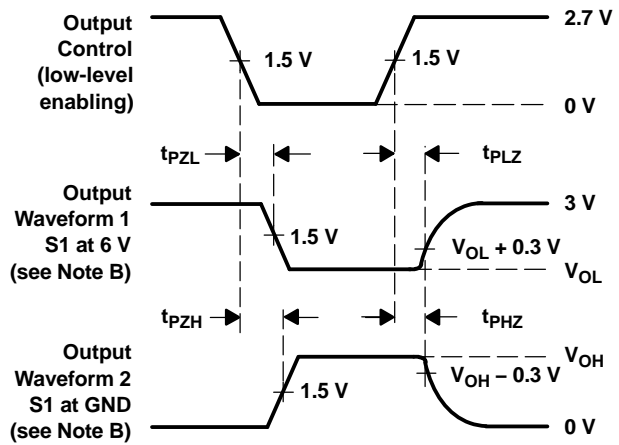 Output
Control
(low-level
enabling)
2.7 V
1.5 V
1.5 V
0 V
tPZL
tPLZ
Output
Waveform 1
S1 at 6 V
(see Note B)
3 V
1.5 V
VOL + 0.3 V
VOL
tPZH
tPHZ
Output
Waveform 2
S1 at GND
(see Note B)
VOH
1.5 V
VOH – 0.3 V
0 V